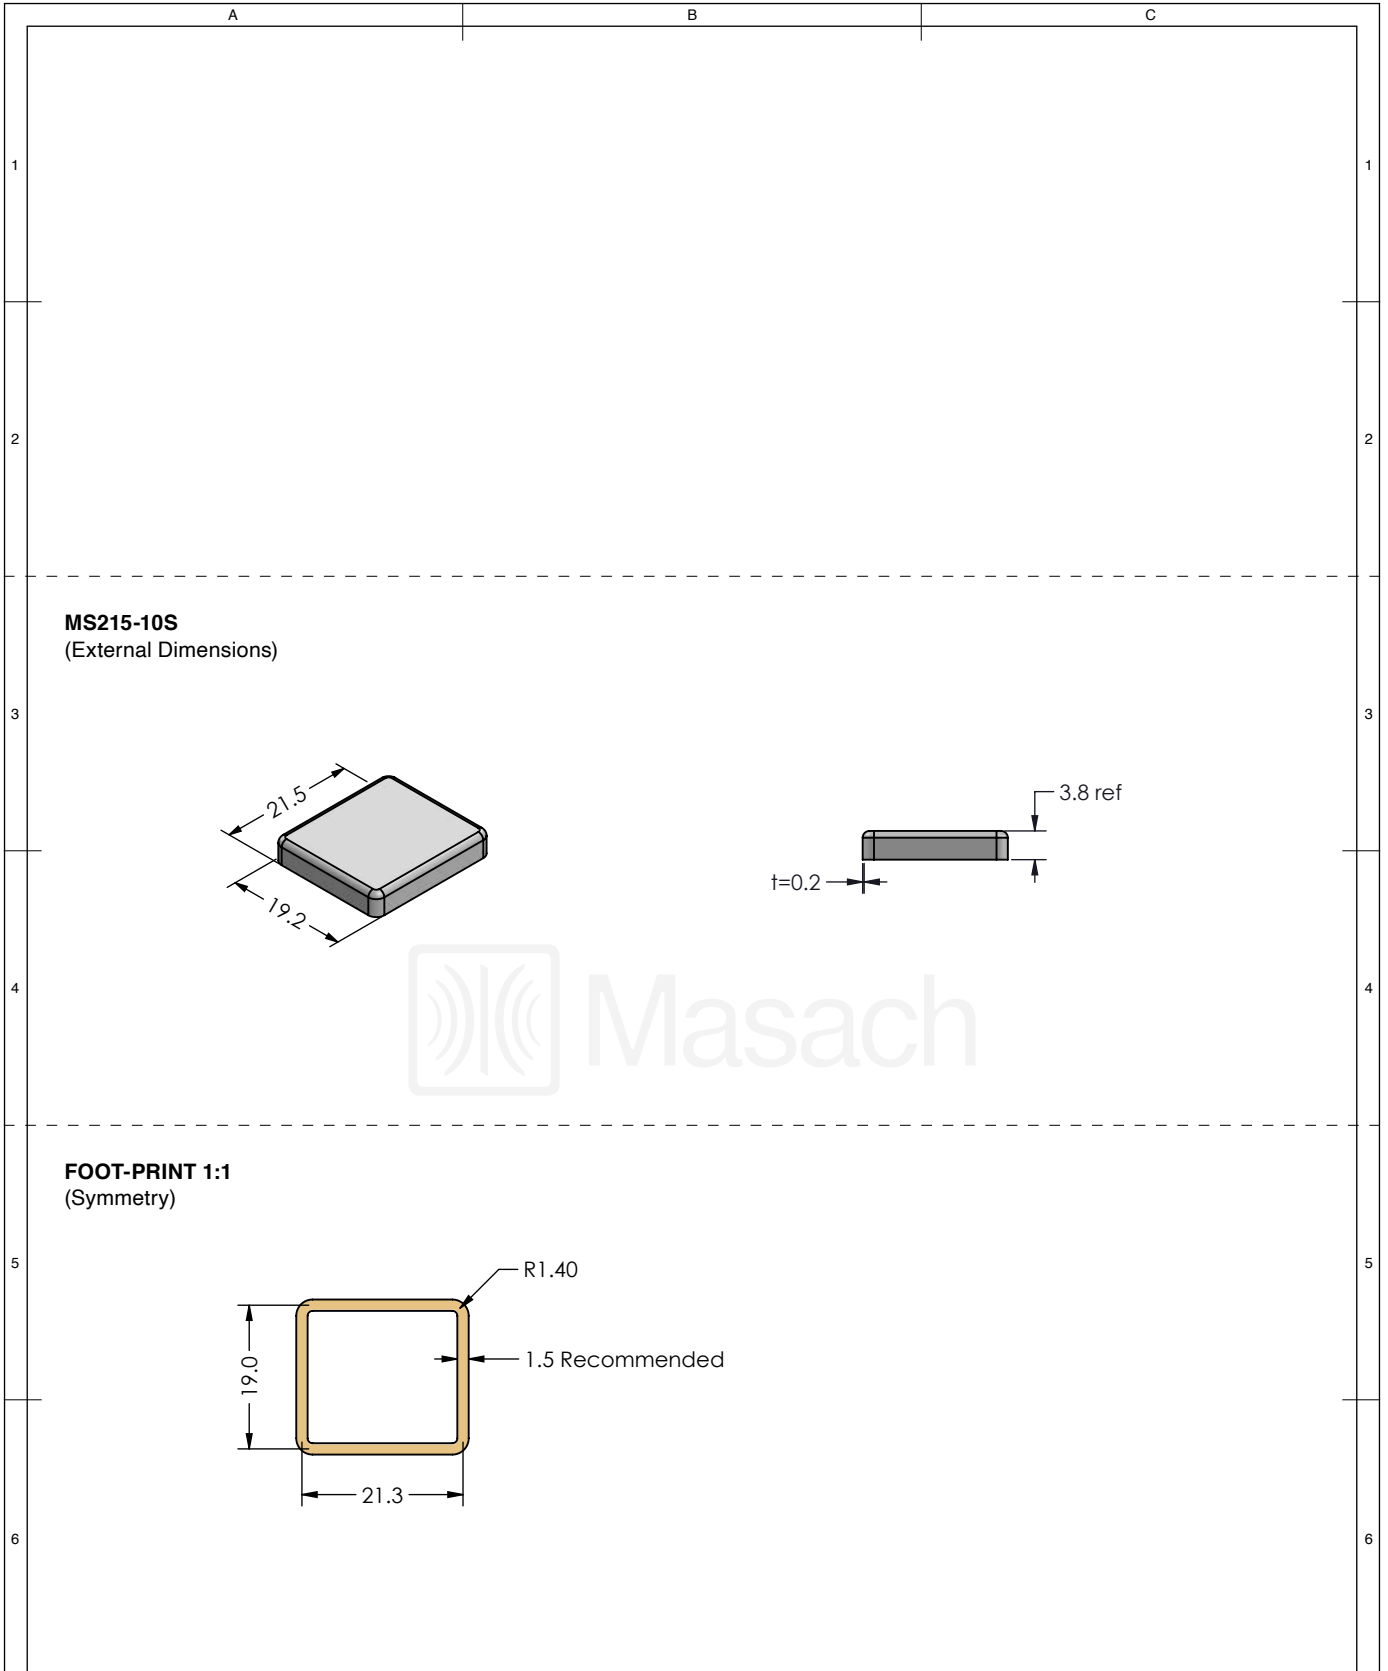 A B C
1 1
2 2
MS215-10S
(External Dimensions)
3 3
21.5
3.8 ref
t=0.2
19.2
4 4
Masach
FOOT-PRINT 1:1
(Symmetry)
5 5
R1.40
1.5 Recommended
19.0
21.3
6 6